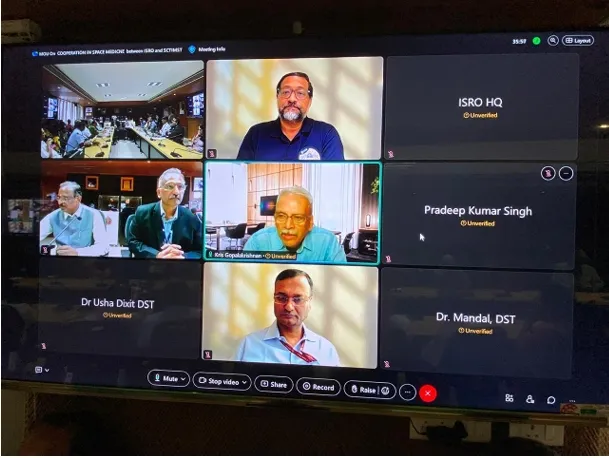 MOU On COOPERATION IN SPACE MEDICINE between ISRO and SCTIMST
Meeting Info
35:57
Layout
ISRO HQ
Unverified
Pradeep Kumar Singh
Unverified
Kris Gopalakrishnan • Unverified
Dr Usha Dixit DST
Unverified
Dr. Mandal, DST
Unverified
Mute
Stop video
Share
Record
Raise